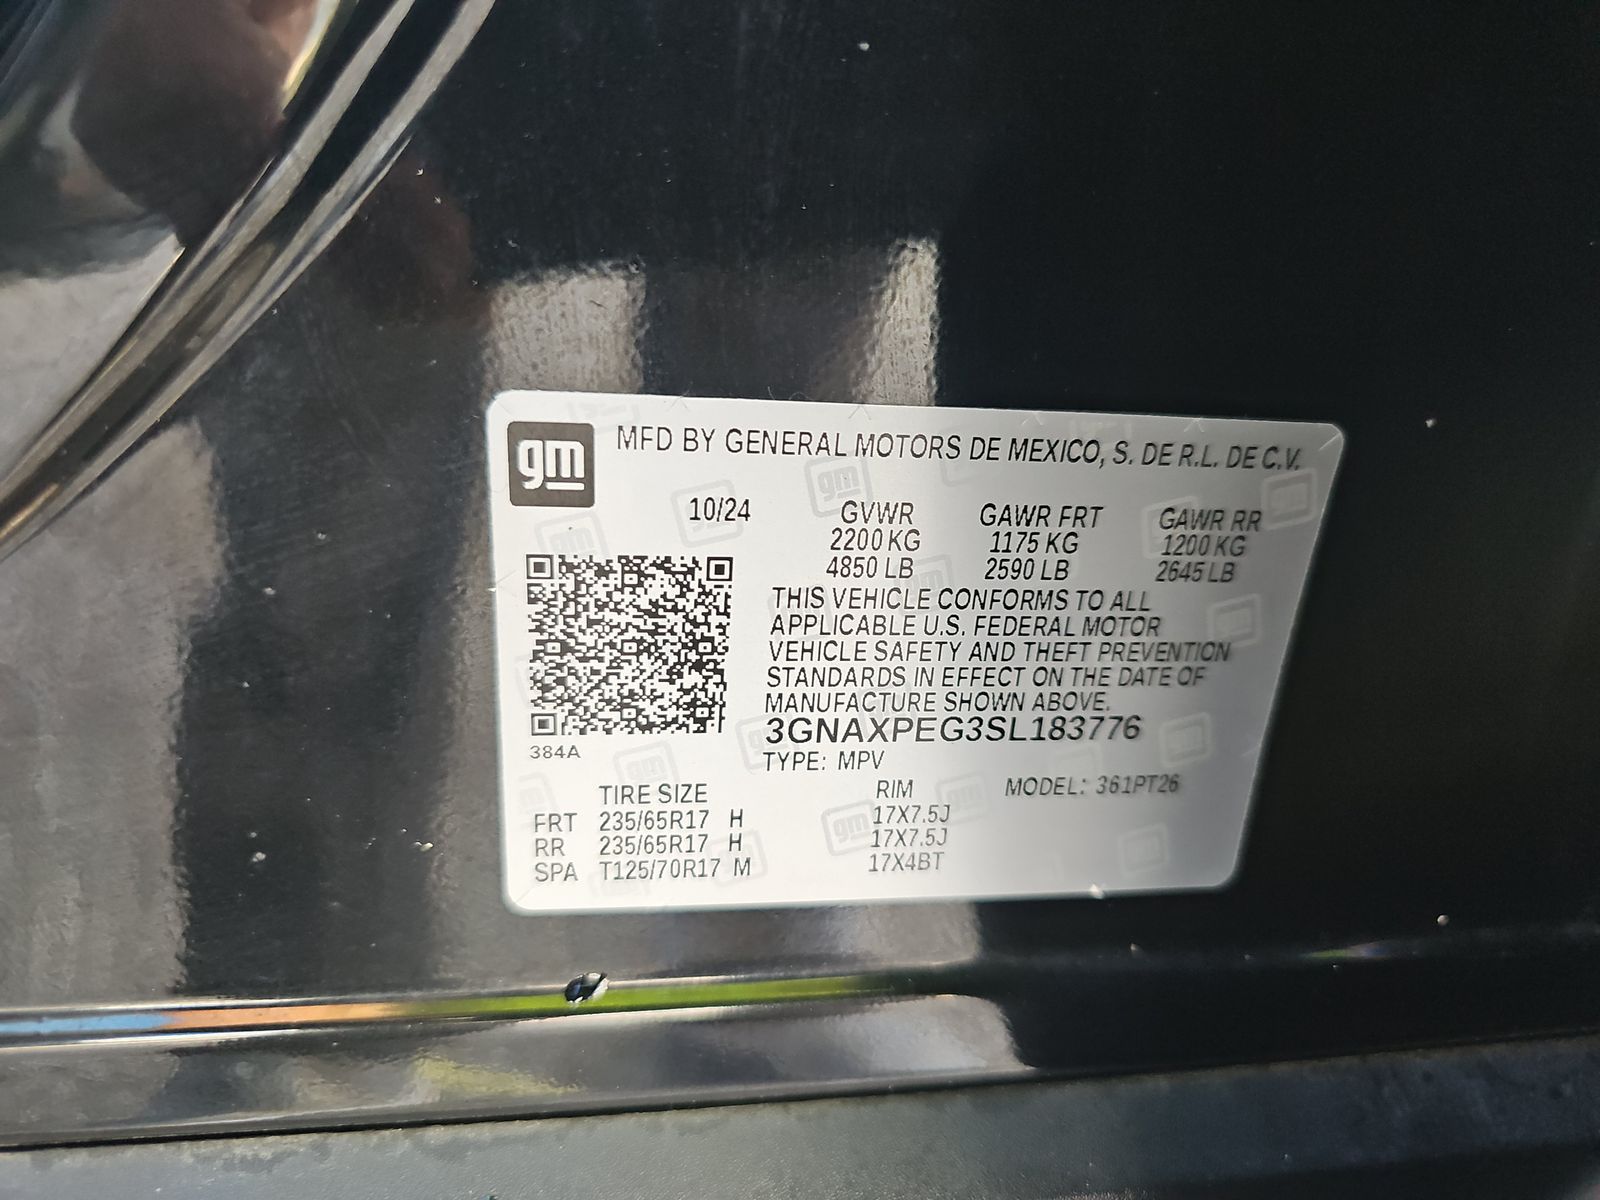 gm MFD BY GENERAL MOTORS DE MEXICO, S. DE R.L. DE C.V.
10/24 GVWR GAWR FRT GAWR RR
2200 KG 1175 KG 1200 KG
4850 LB 2590 LB 2645 LB
THIS VEHICLE CONFORMS TO ALL
APPLICABLE U.S. FEDERAL MOTOR
VEHICLE SAFETY AND THEFT PREVENTION
STANDARDS IN EFFECT ON THE DATE OF
MANUFACTURE SHOWN ABOVE.
3GNAXPEG3SL183776
384A
TYPE: MPV
TIRE SIZE RIM MODEL: 361PT26
FRT 235/65R17 H 17X7.5J
RR 235/65R17 H 17X7.5J
SPA T125/70R17 M 17X4BT